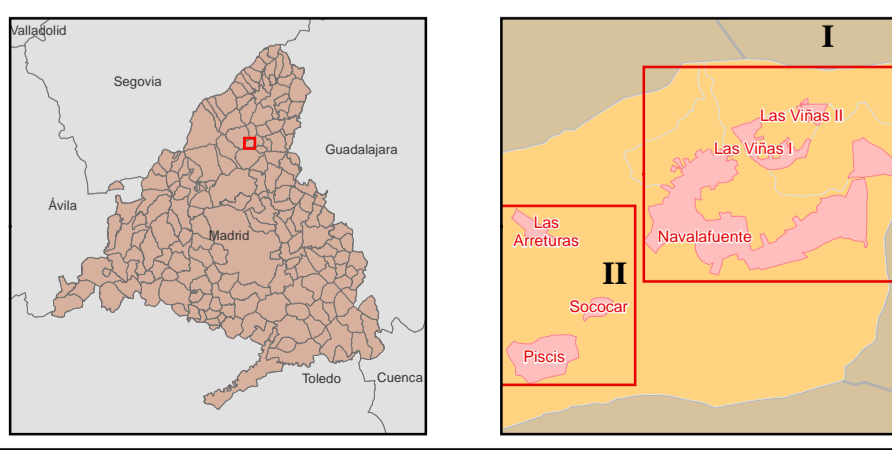 Valladolid
Segovia
Guadalajara
Ávila
Madrid
Toledo
Cuenca
I
Las Viñas II
Las Viñas I
Las
Arreturas
Navalafuente
II
Sococar
Piscis